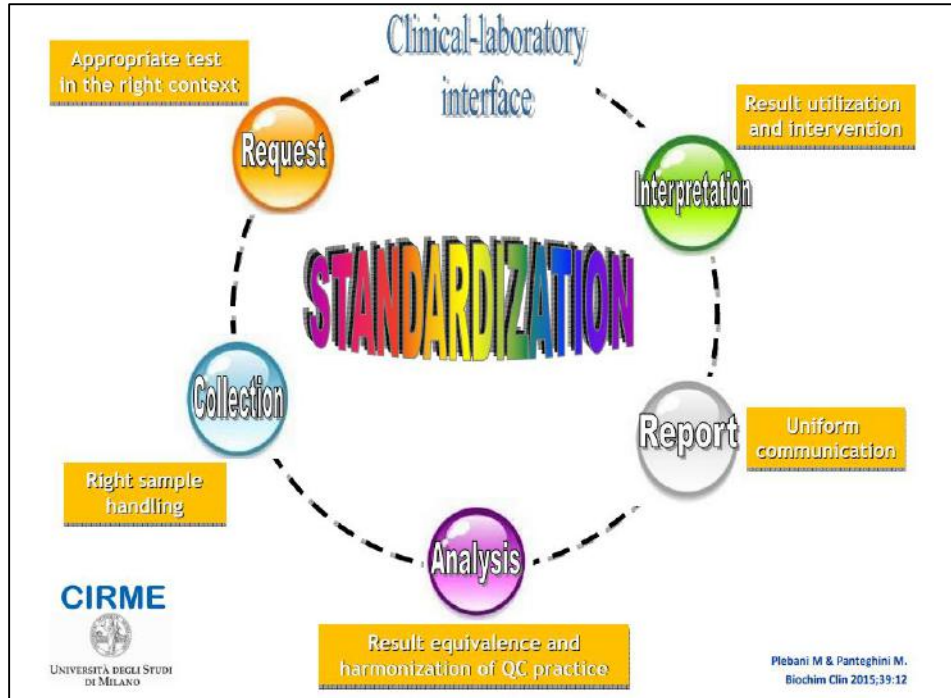 Clinical-laboratory
interface
Appropriate test
in the right context
Request
Result utilization
and intervention
Interpretation
STANDARDIZATION
Collection
Right sample
handling
Report
Uniform
communication
Analysis
Result equivalence and
harmonization of QC practice
CIRME
UNIVERSITÀ DEGLI STUDI
DI MILANO
Plebani M & Panteghini M.
Biochim Clin 2015;39:12